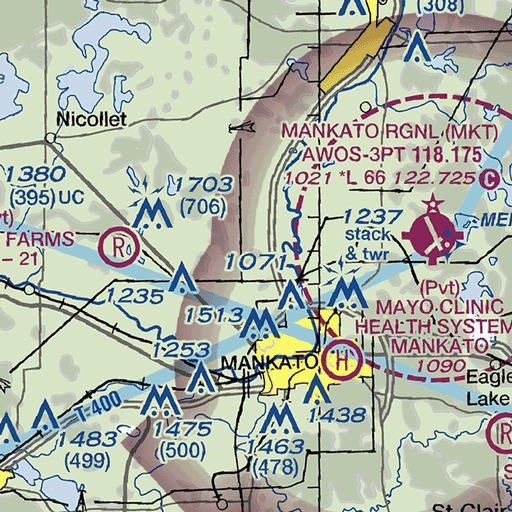 (308)
Nicollet
MANKATO RGNL (MKT)
AWOS-3PT 118.175
1021 *L 66 122.725 C
1380
(395) UC
1703
(706)
FARMS
– 21
R
1237
stack
& twr
1071
1235
(Pvt)
MAYO CLINIC
HEALTH SYSTEM
MANKATO
1090
1513
1253
MANKATO
H
Eagle
Lake
T-400
1438
1483
(499)
1475
(500)
1463
(478)
R
St Clair